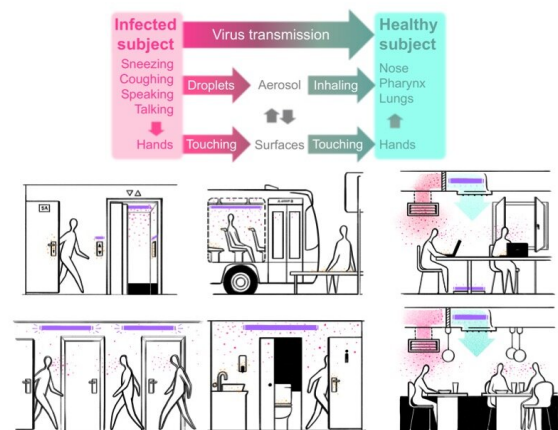 Infected
subject
Virus transmission
Healthy
subject
Sneezing
Coughing
Speaking
Talking
Droplets
Aerosol
Inhaling
Nose
Pharynx
Lungs
Hands
Touching
Surfaces
Touching
Hands